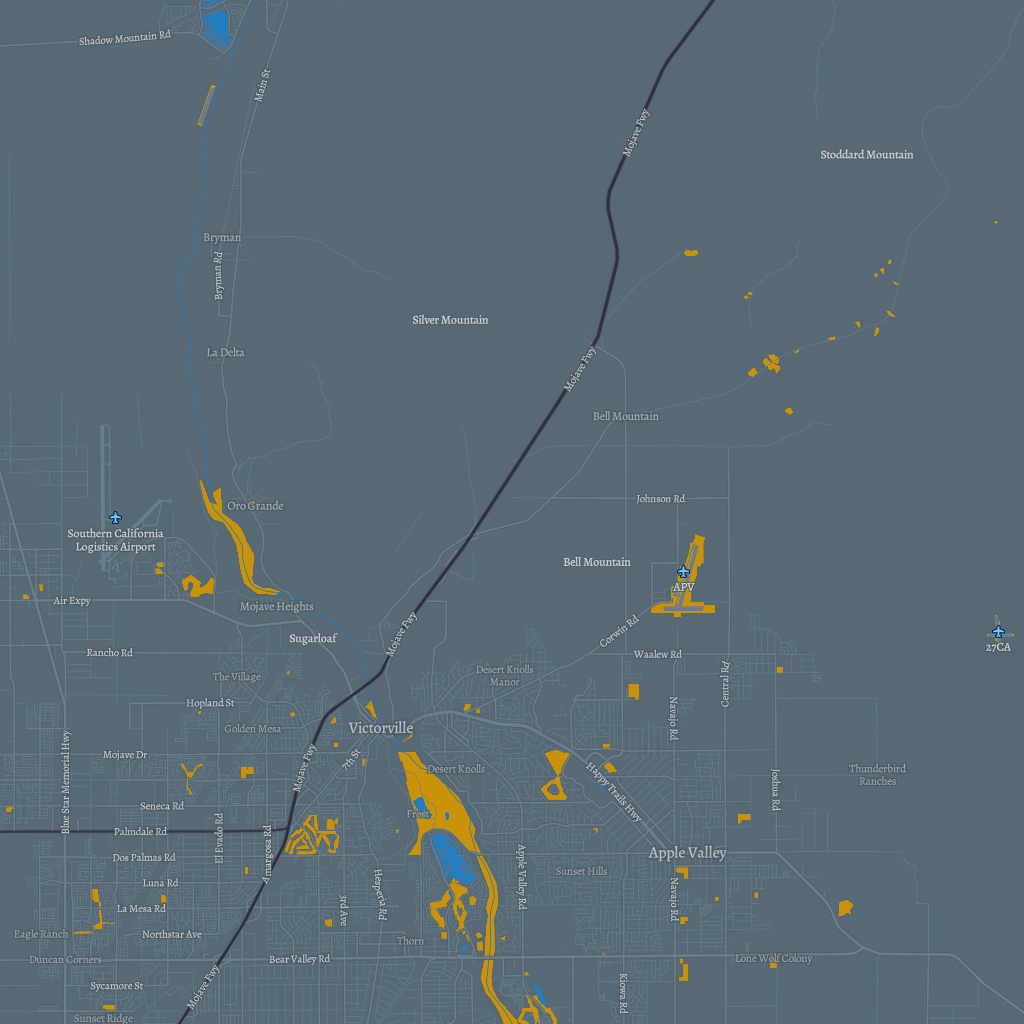 Shadow Mountain Rd
Main St
Mojave Fwy
Stoddard Mountain
Bryman
Bryman Rd
Silver Mountain
La Delta
Mojave Fwy
Bell Mountain
Johnson Rd
Oro Grande
Southern California
Logistics Airport
Bell Mountain
APV
Air Expy
Mojave Heights
Sugarloaf
Mojave Fwy
Corwin Rd
27CA
Rancho Rd
Waalew Rd
The Village
Desert Knolls
Manor
Central Rd
Hopland St
Navajo Rd
Golden Mesa
Victorville
Blue Star Memorial Hwy
Mojave Dr
Mojave Fwy
7th St
Desert Knolls
Happy Trails Hwy
Joshua Rd
Thunderbird
Ranches
Seneca Rd
Frost
Palmdale Rd
El Evado Rd
Amargosa Rd
Dos Palmas Rd
Apple Valley
Luna Rd
Hesperia Rd
Apple Valley Rd
Sunset Hills
Navajo Rd
La Mesa Rd
3rd Ave
Eagle Ranch
Northstar Ave
Thorn
Duncan Corners
Bear Valley Rd
Lone Wolf Colony
Sycamore St
Mojave Fwy
Kiowa Rd
Sunset Ridge